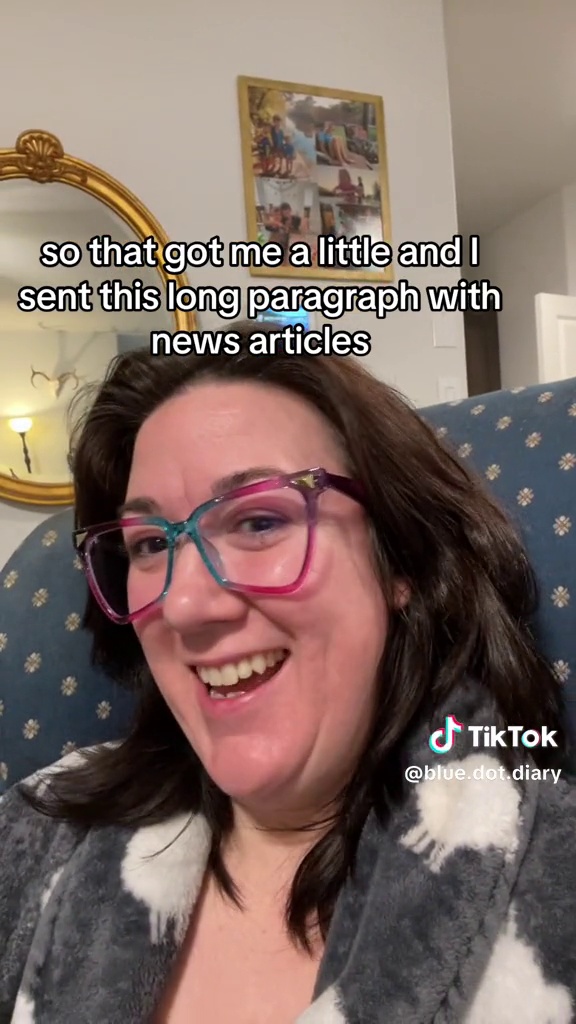 so that got me a little and I
sent this long paragraph with
news articles
TikTok
@blue.dot.diary